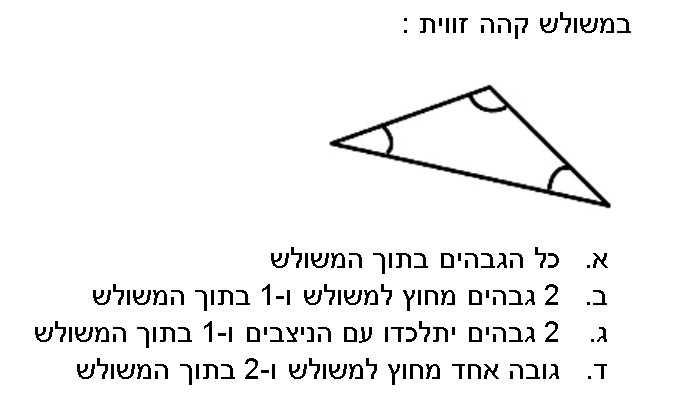 במשולש קהה זווית :
א. כל הגבהים בתוך המשולש
ב. 2 גבהים מחוץ למשולש ו-1 בתוך המשולש
ג. 2 גבהים יתלכדו עם הניצבים ו-1 בתוך המשולש
ד. גובה אחד מחוץ למשולש ו-2 בתוך המשולש